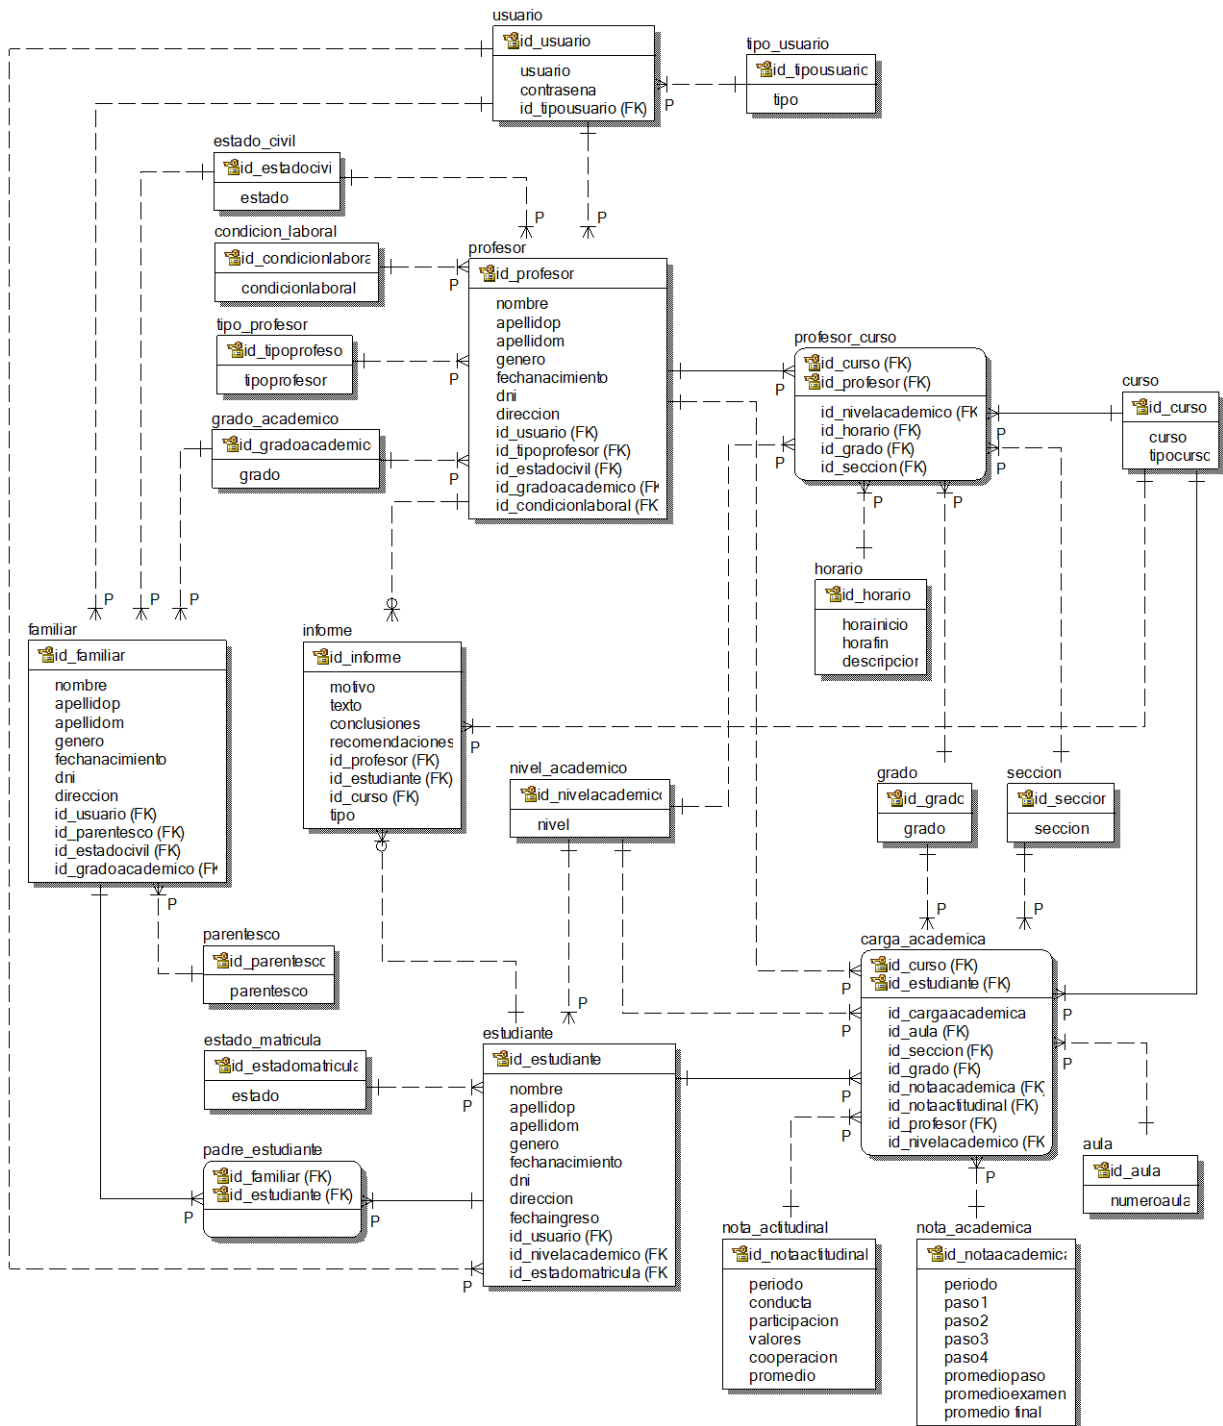 usuario
id_usuario
usuario
contrasena
id_tipousuario (FK)
tipo_usuario
id_tipousuario
tipo
P
P
estado_civil
id_estadocivi
estado
P
P
condicion_laboral
id_condicionlabora
condicionlaboral
P
tipo_profesor
id_tipoprofesor
tipoprofesor
P
grado_academico
id_gradoacademico
grado
P
profesor
id_profesor
nombre
apellidop
apellidom
genero
fechanacimiento
dni
direccion
id_usuario (FK)
id_tipoprofesor (FK)
id_estadocivil (FK)
id_gradoacademico (FK
id_condicionlaboral (FK)
profesor_curso
id_curso (FK)
id_profesor (FK)
id_nivelacademico (FK
id_horario (FK)
id_grado (FK)
id_seccion (FK)
P
P
P
P
P
P
curso
id_curso
curso
tipocurso
horario
id_horario
horainicio
horafin
descripcion
P
P
P
familiar
id_familiar
nombre
apellidop
apellidom
genero
fechanacimiento
dni
direccion
id_usuario (FK)
id_parentesco (FK)
id_estadocivil (FK)
id_gradoacademico (FK
P
informe
id_informe
motivo
texto
conclusiones
recomendaciones
id_profesor (FK)
id_estudiante (FK)
id_curso (FK)
tipo
P
nivel_academico
id_nivelacademico
nivel
grado
id_grado
grado
seccion
id_seccior
seccion
P
P
parentesco
id_parentesco
parentesco
carga_academica
id_curso (FK)
id_estudiante (FK)
id_cargaacademica
id_aula (FK)
id_seccion (FK)
id_grado (FK)
id_notaacademica (FK)
id_notaactitudinal (FK)
id_profesor (FK)
id_nivelacademico (FK
P
P
P
P
P
P
P
P
estado_matricula
id_estadomatricula
estado
P
estudiante
id_estudiante
nombre
apellidop
apellidom
genero
fechanacimiento
dni
direccion
fechaingreso
id_usuario (FK)
id_nivelacademico (FK
id_estadomatricula (FK
P
padre_estudiante
id_familiar (FK)
id_estudiante (FK)
P
P
aula
id_aula
numeroaula
nota_actitudinal
id_notaactitudinal
periodo
conducta
participacion
valores
cooperacion
promedio
nota_academica
id_notaacademica
periodo
paso1
paso2
paso3
paso4
promediopaso
promedioexamen
promedio final